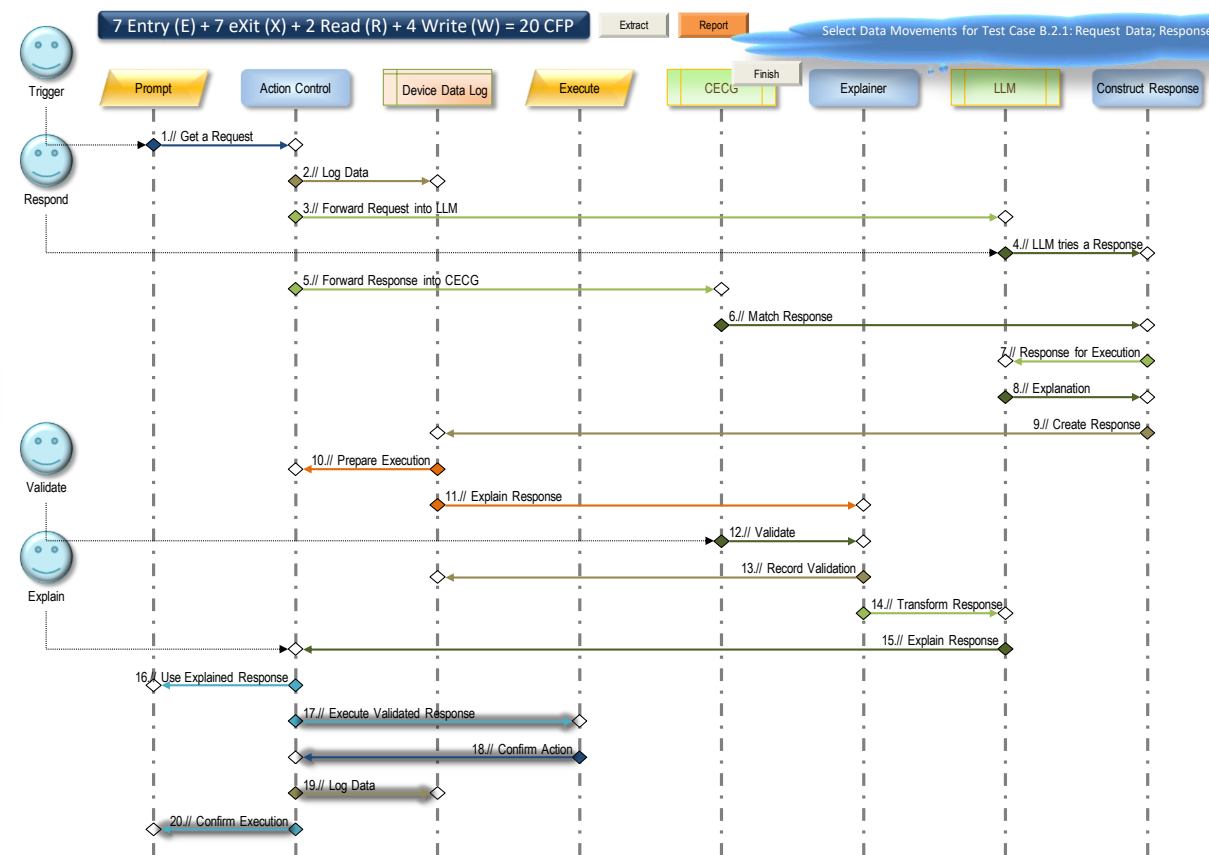 7 Entry (E) + 7 eXit (X) + 2 Read (R) + 4 Write (W) = 20 CFP
Extract
Report
Select Data Movements for Test Case B.2.1: Request Data; Response
Finish
Trigger
Prompt
Action Control
Device Data Log
Execute
CECG
Explainer
LLM
Construct Response
1.// Get a Request
2.// Log Data
Respond
3.// Forward Request into LLM
4.// LLM tries a Response
5.// Forward Response into CECG
6.// Match Response
7.// Response for Execution
8.// Explanation
9.// Create Response
10.// Prepare Execution
Validate
11.// Explain Response
12.// Validate
13.// Record Validation
Explain
14.// Transform Response
15.// Explain Response
16.// Use Explained Response
17.// Execute Validated Response
18.// Confirm Action
19.// Log Data
20.// Confirm Execution